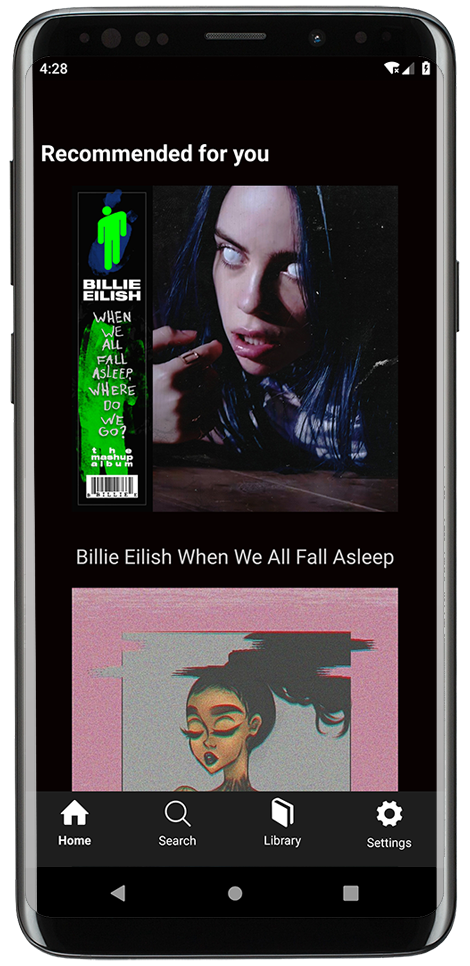 4:28
Recommended for you
BILLIE
EILISH
WHEN
WE
ALL
FALL
ASLEEP,
WHERE
DO
WE
GO?
the
mashup
album
BILLIE
Billie Eilish When We All Fall Asleep
Home
Search
Library
Settings